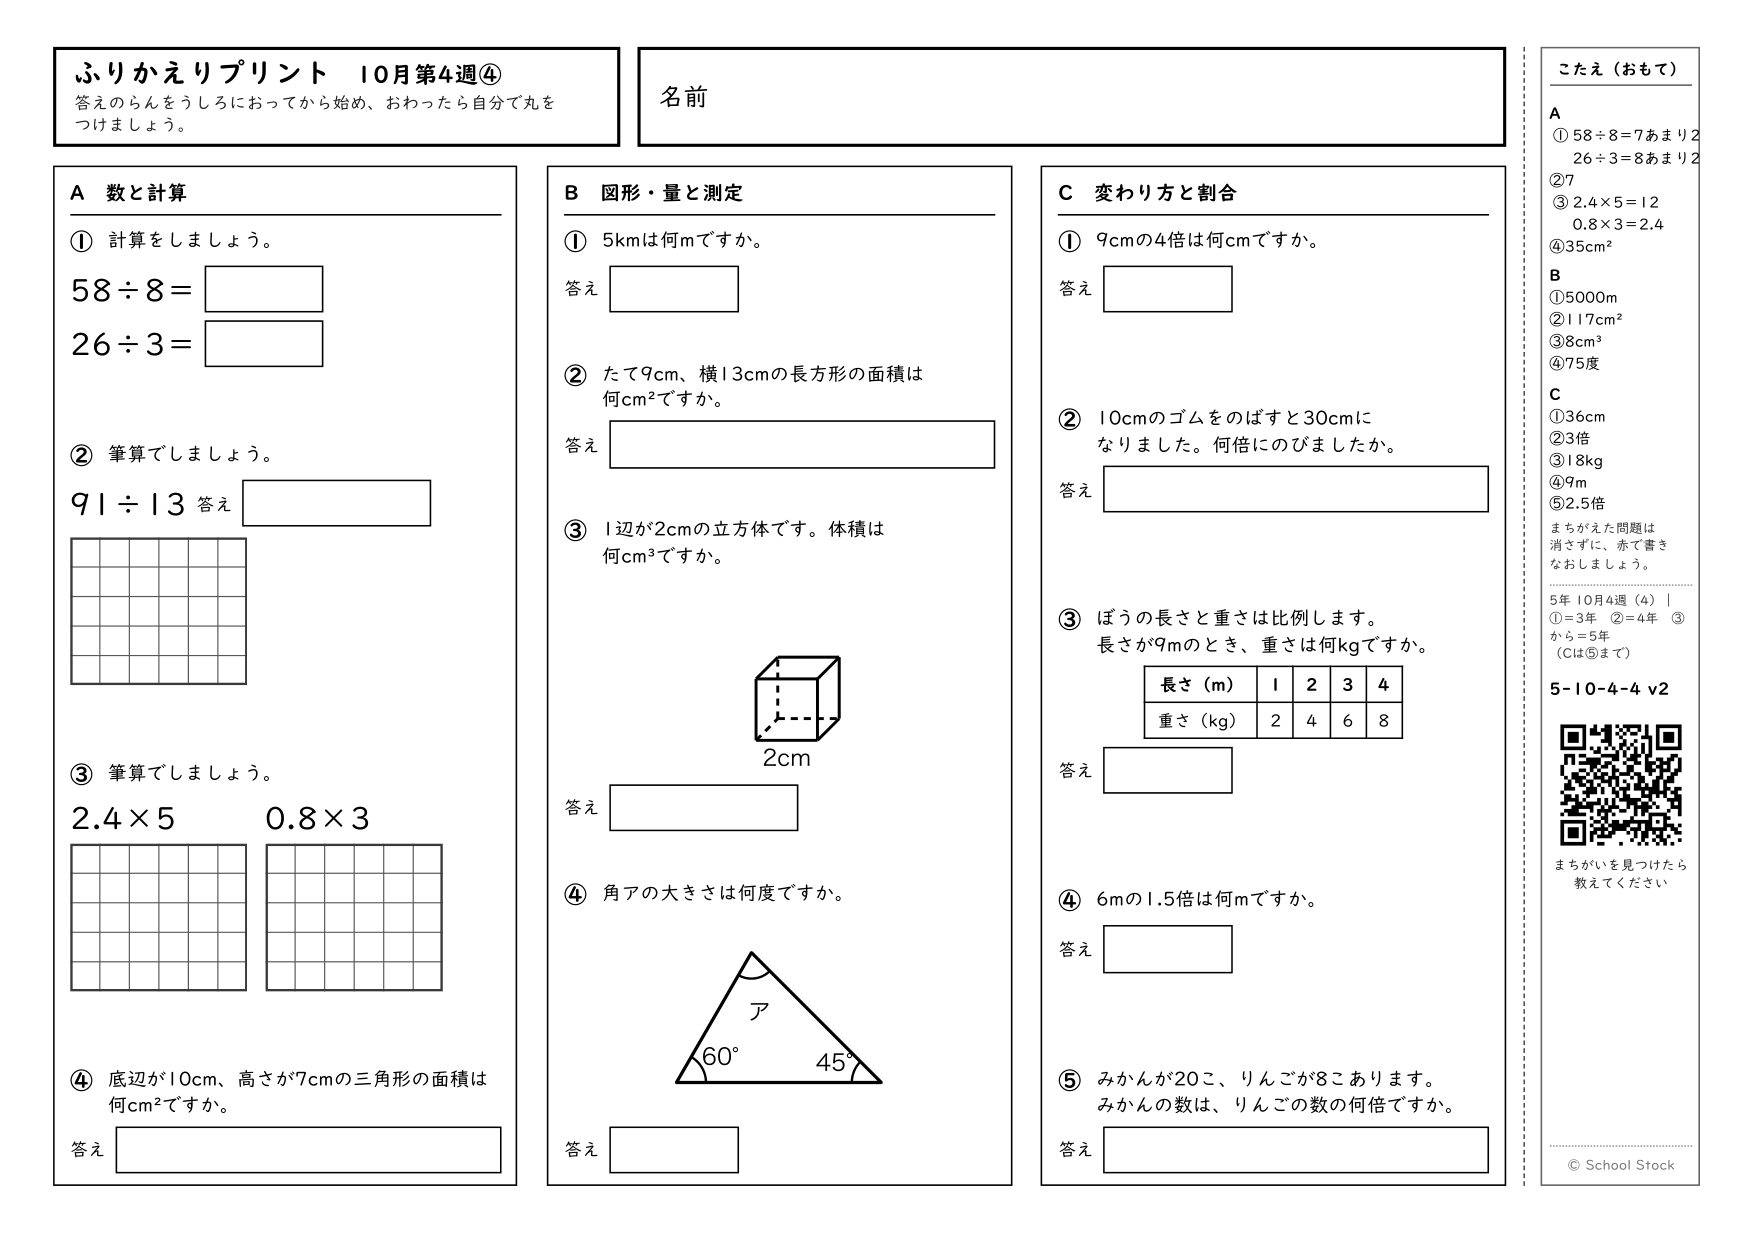 ふりかえりプリント　10月第4週④
答えのらんをうしろにおってから始め、おわったら自分で丸を
つけましょう。
名前
A　数と計算
① 計算をしましょう。
58÷8＝
26÷3＝
② 筆算でしましょう。
91÷13 答え
③ 筆算でしましょう。
2.4×5　0.8×3
④ 底辺が10cm、高さが7cmの三角形の面積は
何cm²ですか。
答え
B　図形・量と測定
① 5kmは何mですか。
答え
② たて9cm、横13cmの長方形の面積は
何cm²ですか。
答え
③ 1辺が2cmの立方体です。体積は
何cm³ですか。
2cm
答え
④ 角アの大きさは何度ですか。
ア
60°　45°
答え
C　変わり方と割合
① 9cmの4倍は何cmですか。
答え
② 10cmのゴムをのばすと30cmに
なりました。何倍にのびましたか。
答え
③ ぼうの長さと重さは比例します。
長さが9mのとき、重さは何kgですか。
長さ（m） 1 2 3 4
重さ（kg） 2 4 6 8
答え
④ 6mの1.5倍は何mですか。
答え
⑤ みかんが20こ、りんごが8こあります。
みかんの数は、りんごの数の何倍ですか。
答え
こたえ（おもて）
A
① 58÷8＝7あまり2
26÷3＝8あまり2
②7
③ 2.4×5＝12
0.8×3＝2.4
④35cm²
B
①5000m
②117cm²
③8cm³
④75度
C
①36cm
②3倍
③18kg
④9m
⑤2.5倍
まちがえた問題は
消さずに、赤で書き
なおしましょう。
5年 10月4週（4）｜
①＝3年　②＝4年　③
から＝5年
（Cは⑤まで）
5-10-4-4 v2
まちがいを見つけたら
教えてください
© School Stock